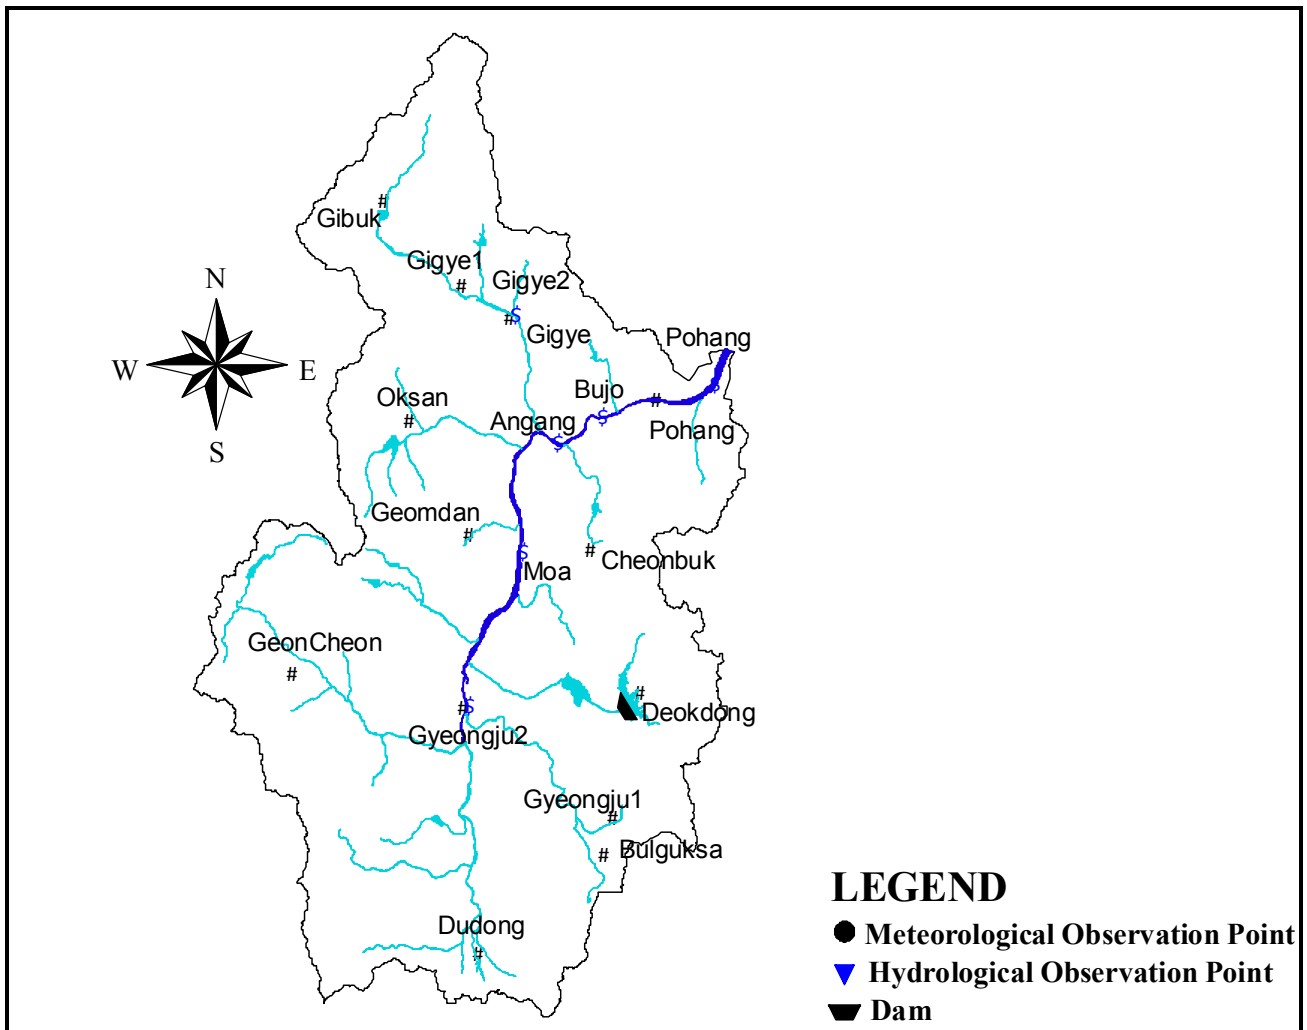 Gibuk
#
Gigye1
#
Gigye2
#
$
Gigye
N
W
E
S
Pohang
$
Bujo
$
#
Pohang
Oksan
#
Angang
$
Geomdan
#
$
Moa
#
Cheonbuk
GeonCheon
#
#
Deokdong
#
$
Gyeongju2
Gyeongju1
#
#
Bulguksa
Dudong
#
LEGEND
Meteorological Observation Point
Hydrological Observation Point
Dam